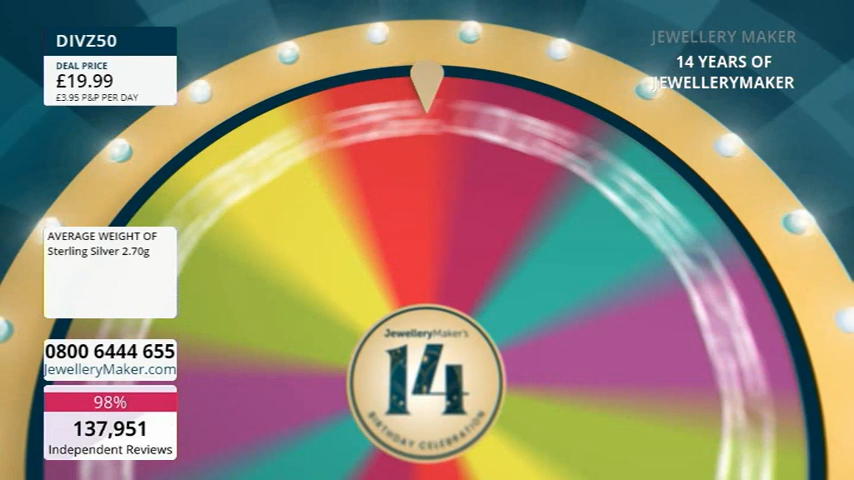 DIVZ50
DEAL PRICE
£19.99
£3.95 P&P PER DAY
JEWELLERY MAKER
14 YEARS OF
JEWELLERYMAKER
AVERAGE WEIGHT OF
Sterling Silver 2.70g
0800 6444 655
JewelleryMaker.com
98%
137,951
Independent Reviews
JewelleryMaker's
14
BIRTHDAY CELEBRATION